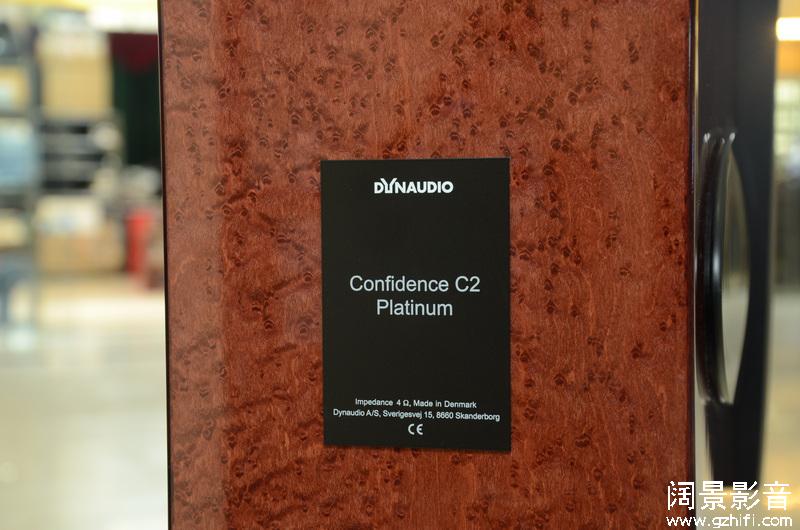 DYNAUDIO
Confidence C2
Platinum
Impedance 4 Ω, Made in Denmark
Dynaudio A/S, Sverigesvej 15, 8660 Skanderborg
CE
阔景影音
www.gzhifi.com